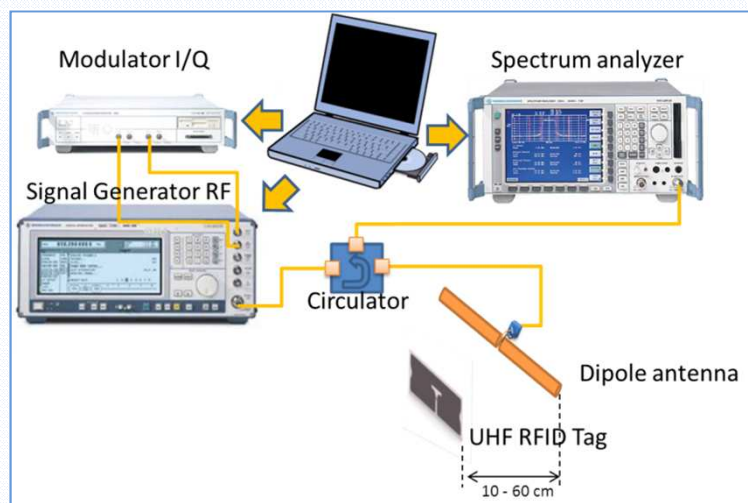 Modulator I/Q
Spectrum analyzer
Signal Generator RF
Circulator
Dipole antenna
UHF RFID Tag
10 - 60 cm